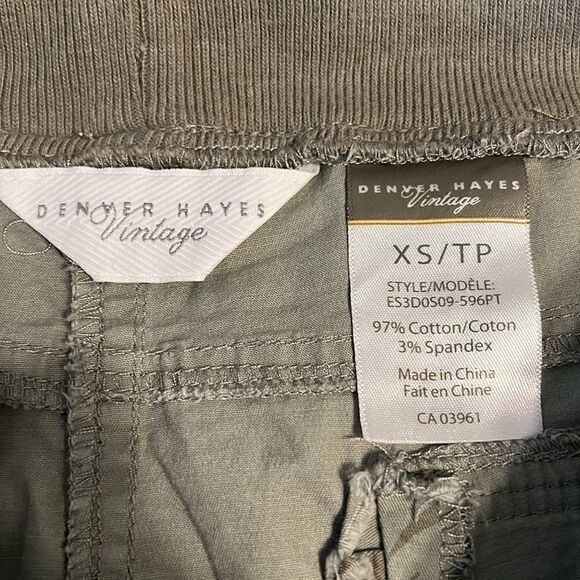 DENVER HAYES
Vintage
DENVER HAYES
Vintage
XS/TP
STYLE/MODÈLE:
ES3D0S09-596PT
97% Cotton/Coton
3% Spandex
Made in China
Fait en Chine
CA 03961